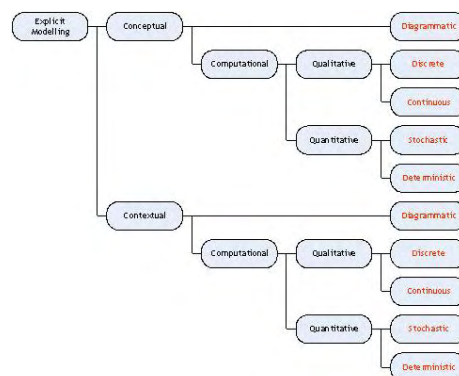 Explicit
Modelling
Conceptual
Diagrammatic
Computational
Qualitative
Discrete
Continuous
Quantitative
Stochastic
Deterministic
Contextual
Diagrammatic
Computational
Qualitative
Discrete
Continuous
Quantitative
Stochastic
Deterministic